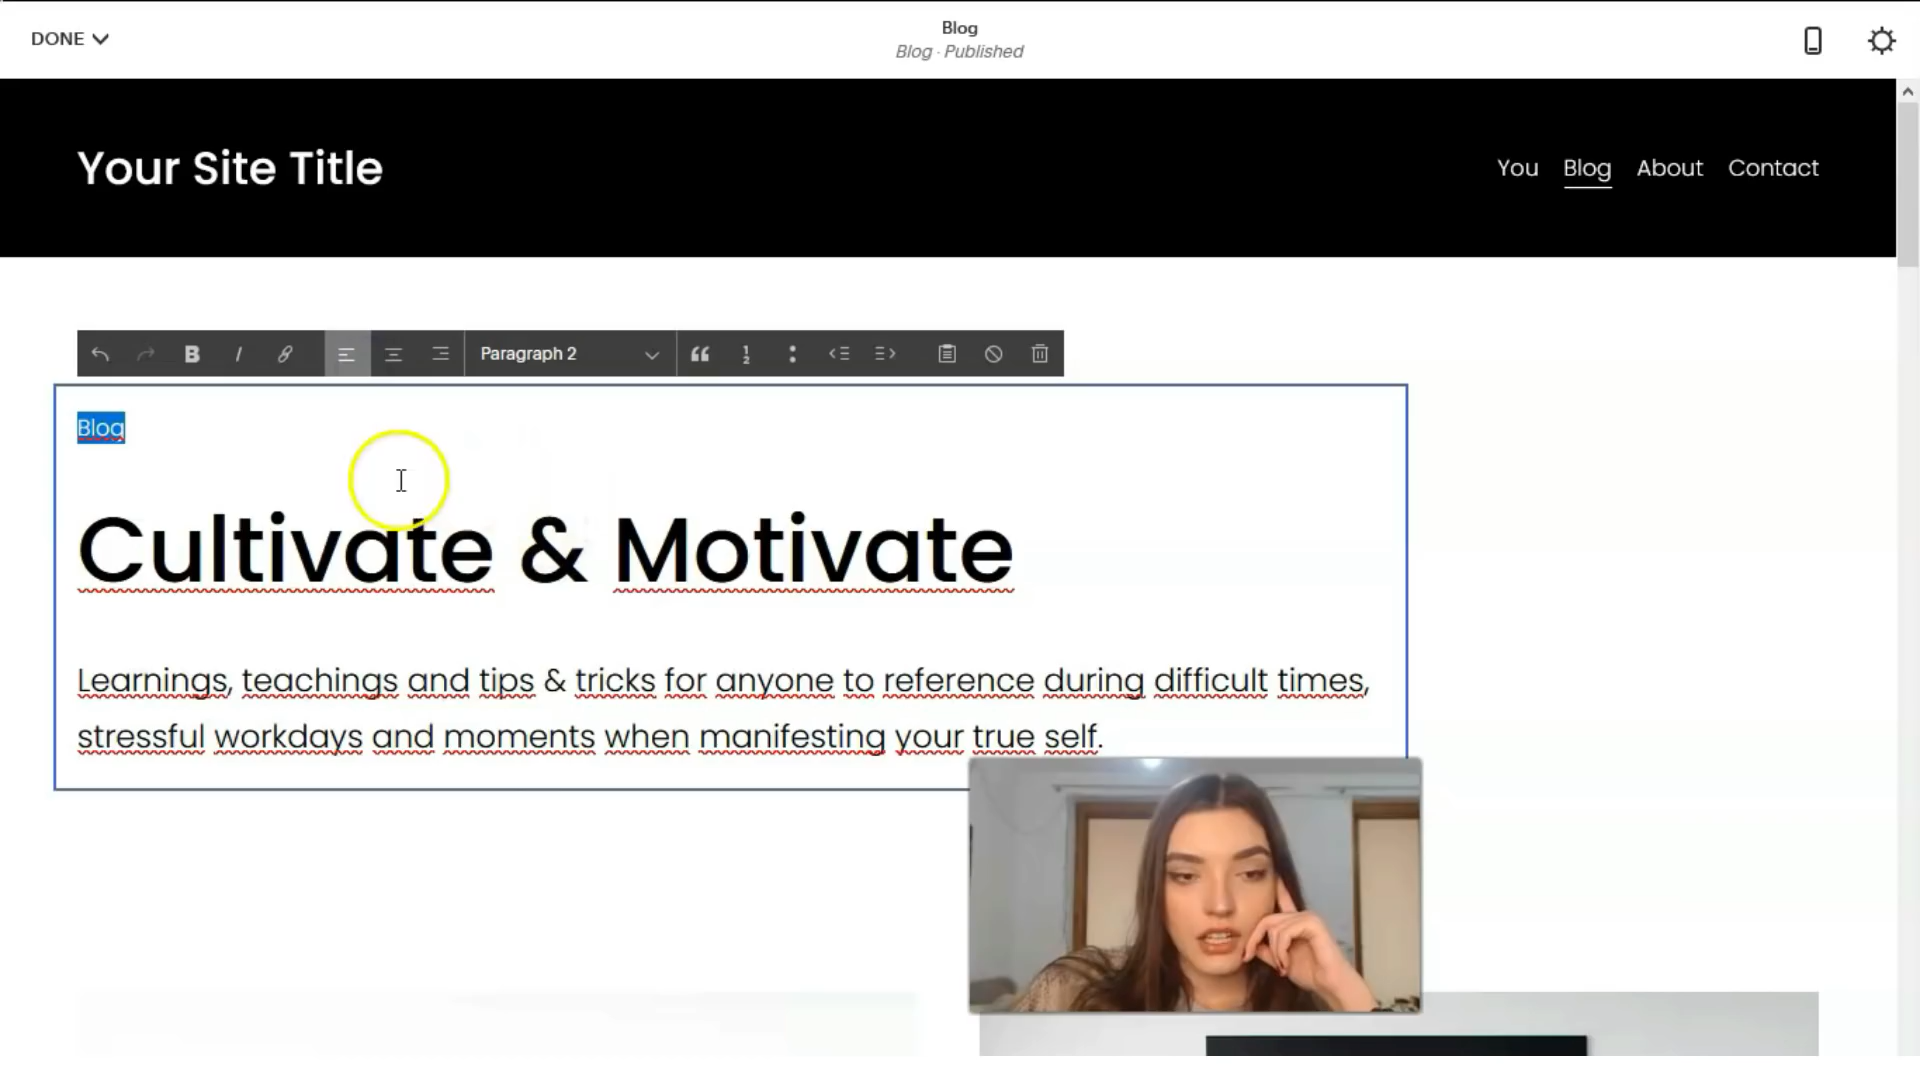 DONE
Blog
Blog · Published
Your Site Title
You Blog About Contact
B I Paragraph 2
Blog
Cultivate & Motivate
Learnings, teachings and tips & tricks for anyone to reference during difficult times,
stressful workdays and moments when manifesting your true self.